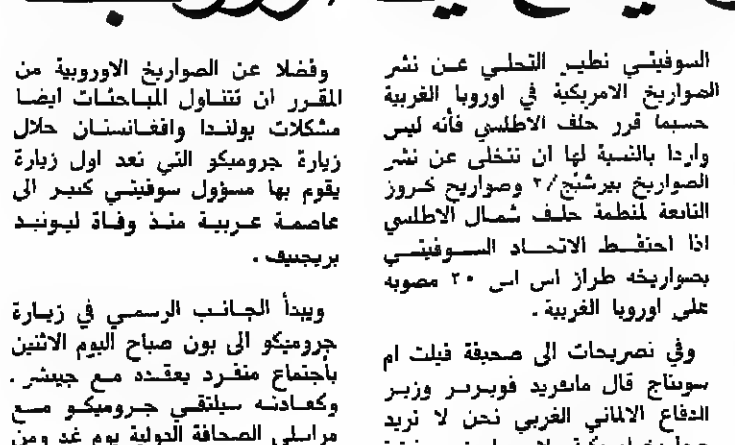 السوفيتي نظير التخلي عن نشر
الصواريخ الامريكية في اوروبا الغربية
حسبما قرر حلف الاطلسي فأنه ليس
واردا بالنسبة لها ان تتخلى عن نشر
الصواريخ بيرشنج/٢ وصواريخ كروز
التابعة لمنظمة حلف شمال الاطلسي
اذا احتفظ الاتحاد السوفيتي
بصواريخه طراز اس اس ٢٠ مصوبه
على اوروبا الغربية .
وفي تصريحات الى صحيفة فيلت ام
سونتاج قال مانفريد فويرنر وزير
الدفاع الالماني الغربي نحن لا نريد
وفضلا عن الصواريخ الاوروبية من
المقرر ان تتناول المباحثات ايضا
مشكلات بولندا وافغانستان خلال
زيارة جروميكو التي تعد اول زيارة
يقوم بها مسؤول سوفيتي كبير الى
عاصمة عربية منذ وفاة ليونيد
بريجنيف .
ويبدأ الجانب الرسمي في زيارة
جروميكو الى بون صباح اليوم الاثنين
بأجتماع منفرد يعقده مع جينشر .
وكعادته سيلتقي جروميكو مع
مراسلي الصحافة الدولية يوم غد ومن